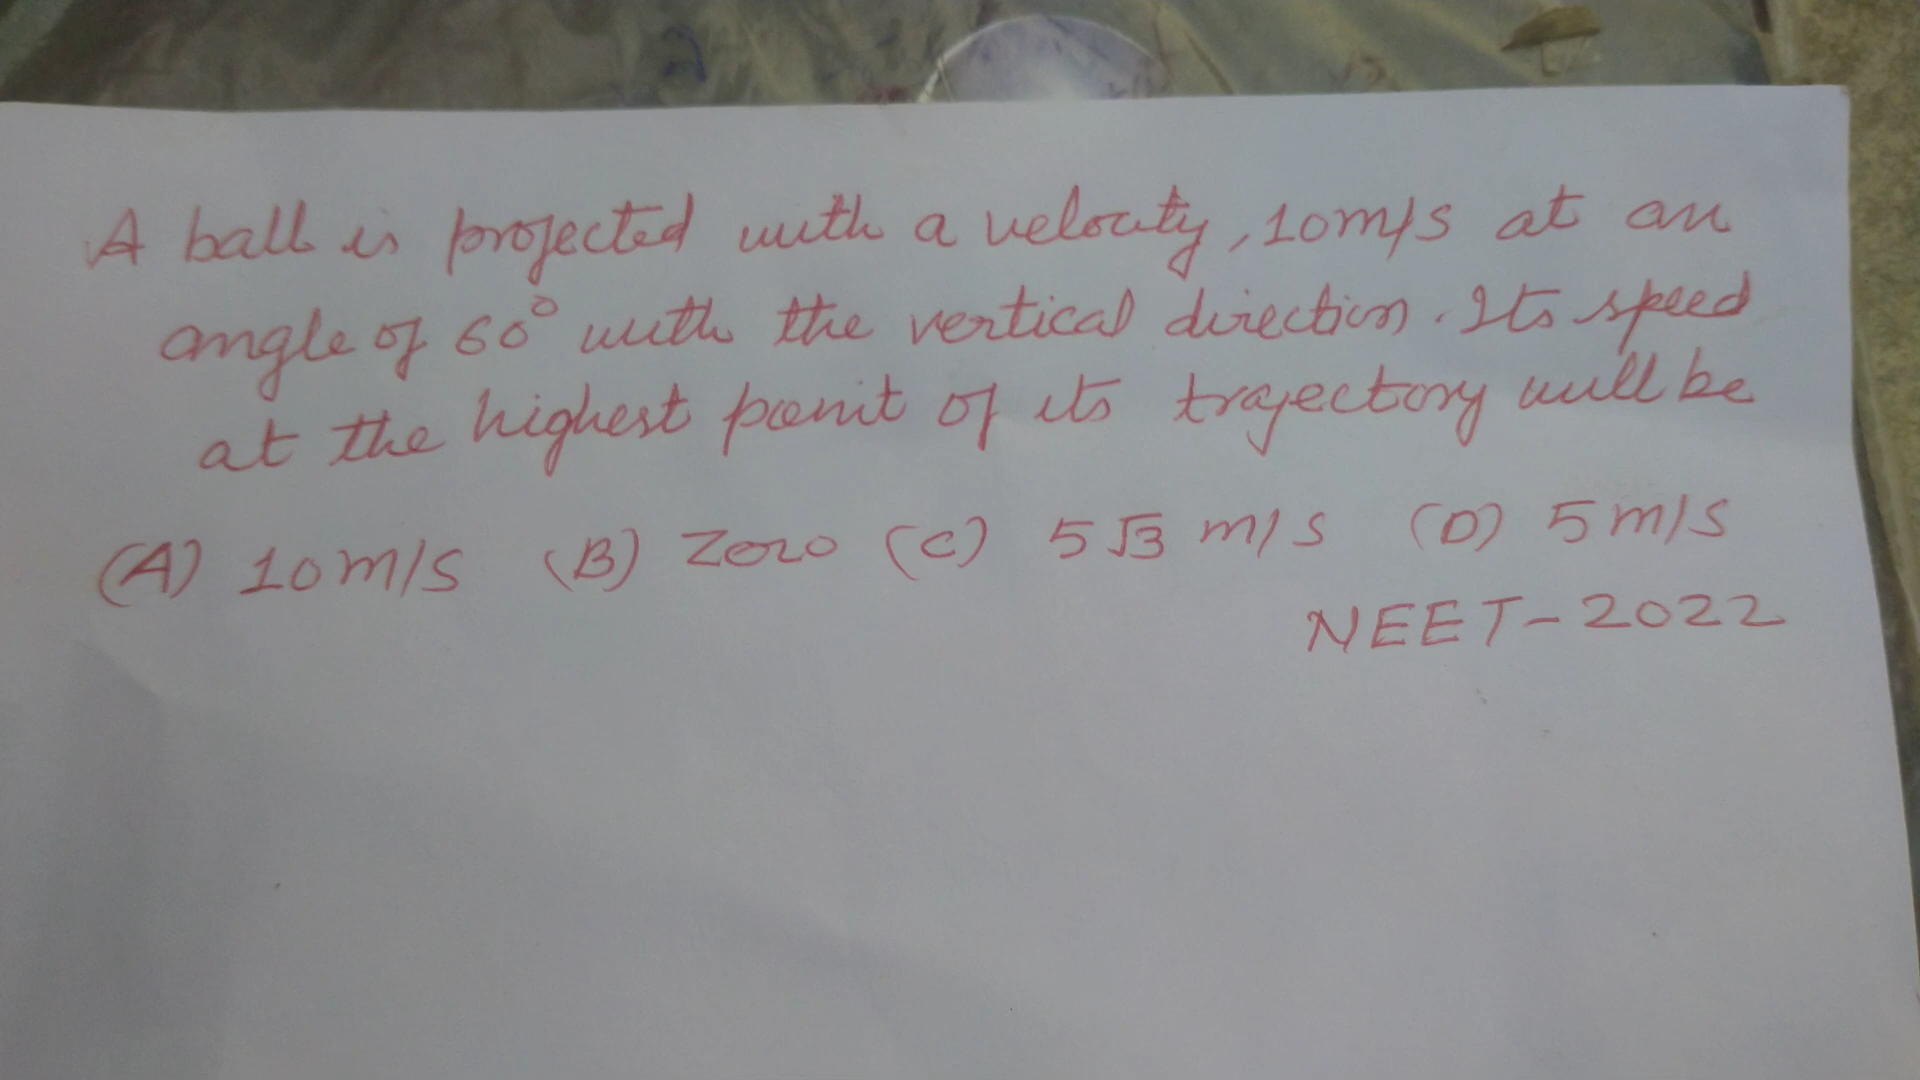 A ball is projected with a velocity, 10m/s at an
angle of 60° with the vertical direction. Its speed
at the highest point of its trajectory will be
(A) 10m/s (B) Zero (C) 5√3 m/s (D) 5m/s
NEET-2022